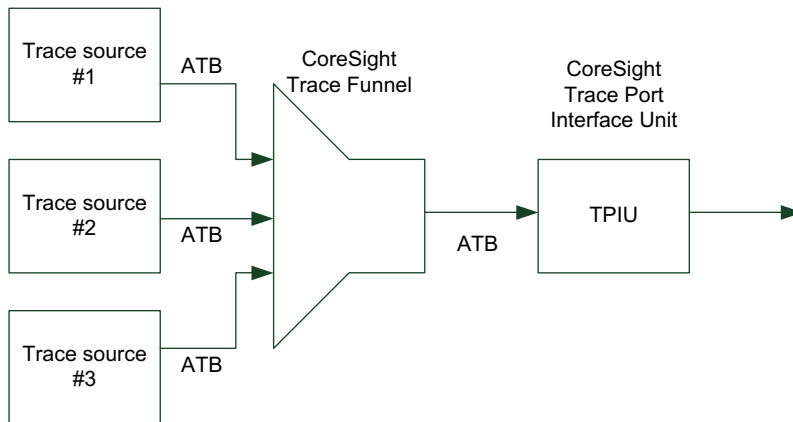 Trace source
#1
ATB
CoreSight
Trace Funnel
CoreSight
Trace Port
Interface Unit
Trace source
#2
ATB
ATB
TPIU
Trace source
#3
ATB